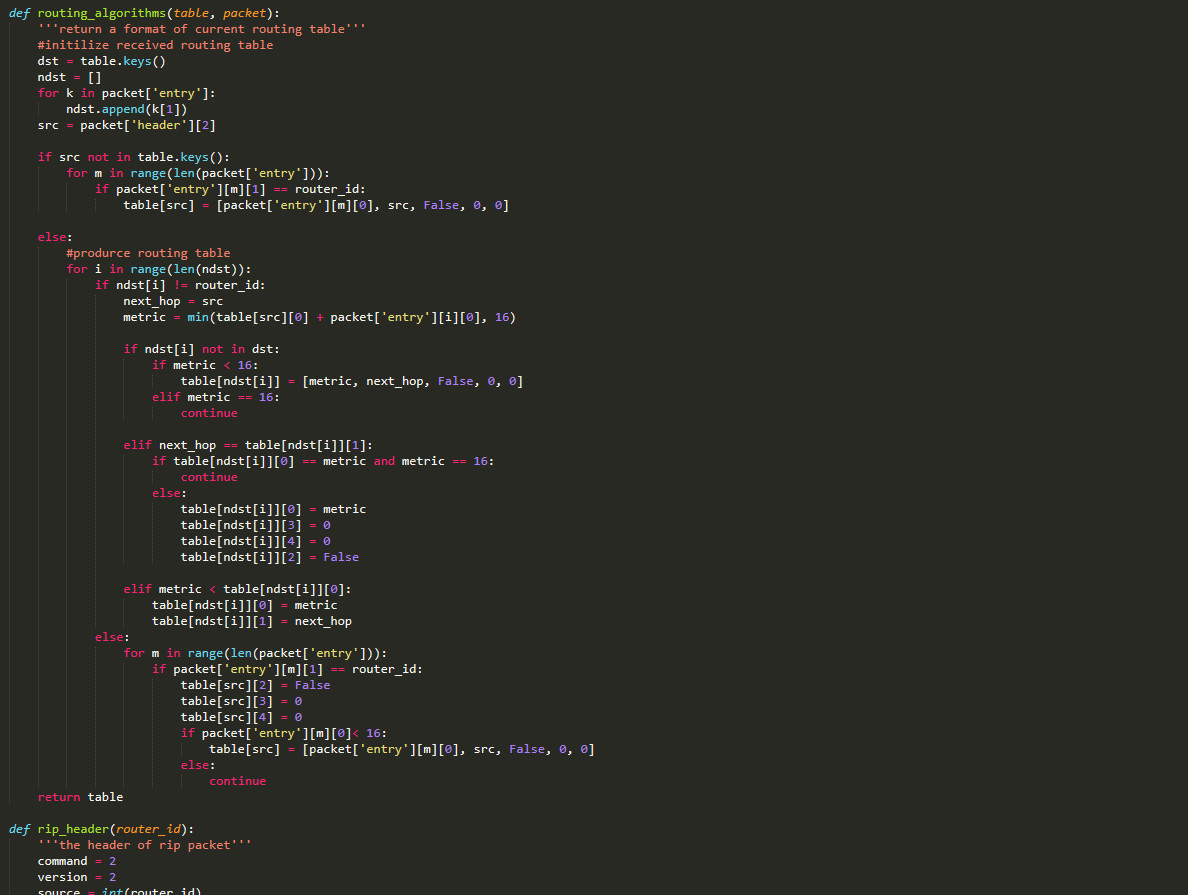 def routing_algorithms(table, packet):
    '''return a format of current routing table'''
    #initilize received routing table
    dst = table.keys()
    ndst = []
    for k in packet['entry']:
        ndst.append(k[1])
    src = packet['header'][2]

    if src not in table.keys():
        for m in range(len(packet['entry'])):
            if packet['entry'][m][1] == router_id:
                table[src] = [packet['entry'][m][0], src, False, 0, 0]

    else:
        #produrce routing table
        for i in range(len(ndst)):
            if ndst[i] != router_id:
                next_hop = src
                metric = min(table[src][0] + packet['entry'][i][0], 16)

                if ndst[i] not in dst:
                    if metric < 16:
                        table[ndst[i]] = [metric, next_hop, False, 0, 0]
                    elif metric == 16:
                        continue

                elif next_hop == table[ndst[i]][1]:
                    if table[ndst[i]][0] == metric and metric == 16:
                        continue
                    else:
                        table[ndst[i]][0] = metric
                        table[ndst[i]][3] = 0
                        table[ndst[i]][4] = 0
                        table[ndst[i]][2] = False

                elif metric < table[ndst[i]][0]:
                    table[ndst[i]][0] = metric
                    table[ndst[i]][1] = next_hop
            else:
                for m in range(len(packet['entry'])):
                    if packet['entry'][m][1] == router_id:
                        table[src][2] = False
                        table[src][3] = 0
                        table[src][4] = 0
                        if packet['entry'][m][0]< 16:
                            table[src] = [packet['entry'][m][0], src, False, 0, 0]
                        else:
                            continue
    return table

def rip_header(router_id):
    '''the header of rip packet'''
    command = 2
    version = 2
    source = int(router_id)